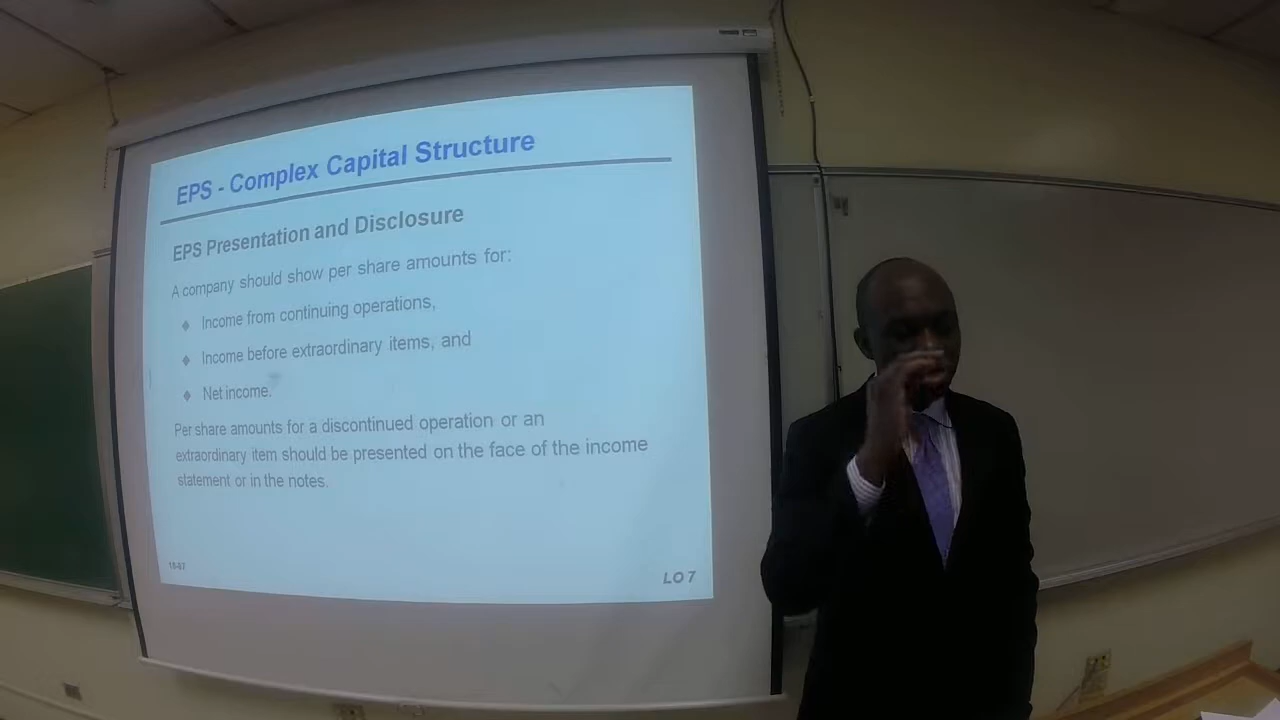 EPS - Complex Capital Structure
EPS Presentation and Disclosure
A company should show per share amounts for:
Income from continuing operations,
Income before extraordinary items, and
Net income.
Per share amounts for a discontinued operation or an
extraordinary item should be presented on the face of the income
statement or in the notes.
LO 7